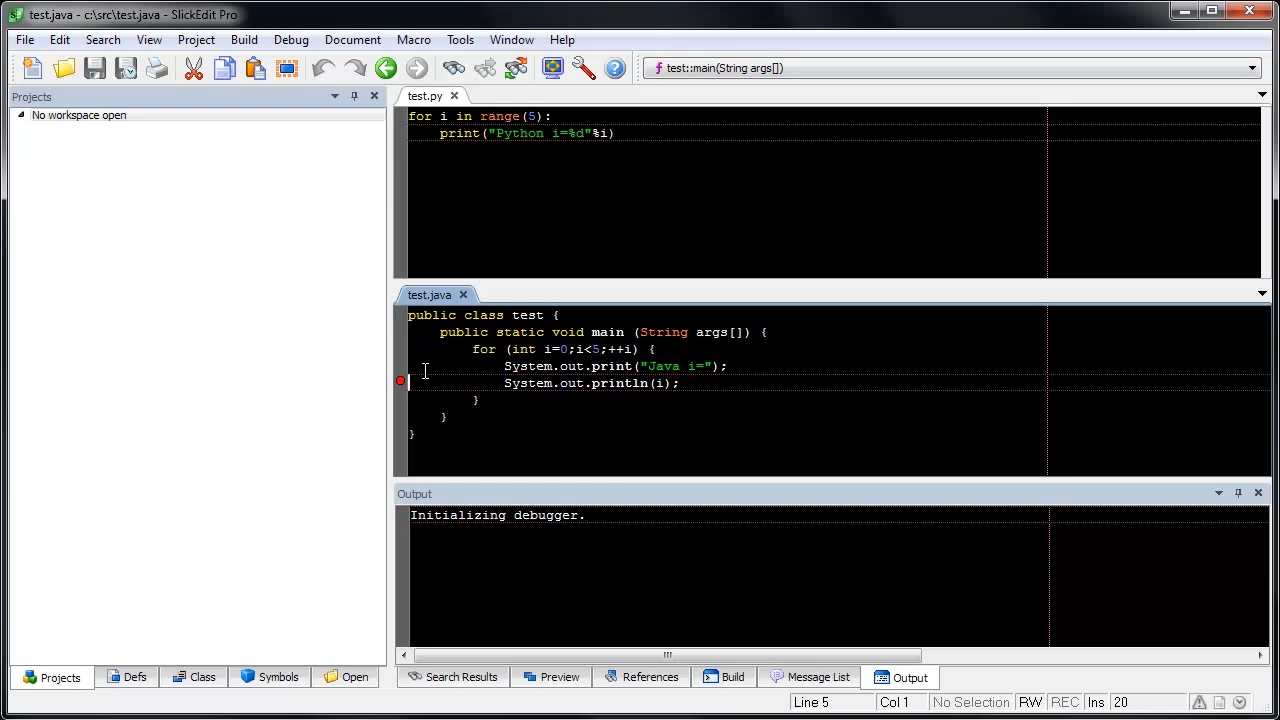 test.java - c:\src\test.java - SlickEdit Pro
File Edit Search View Project Build Debug Document Macro Tools Window Help
test::main(String args[])
Projects
No workspace open
test.py
for i in range(5):
    print("Python i=%d"%i)
test.java
public class test {
    public static void main (String args[]) {
        for (int i=0;i<5;++i) {
            System.out.print("Java i=");
            System.out.println(i);
        }
    }
}
Output
Initializing debugger.
Projects Defs Class Symbols Open Search Results Preview References Build Message List Output
Line 5 Col 1 No Selection RW REC Ins 20